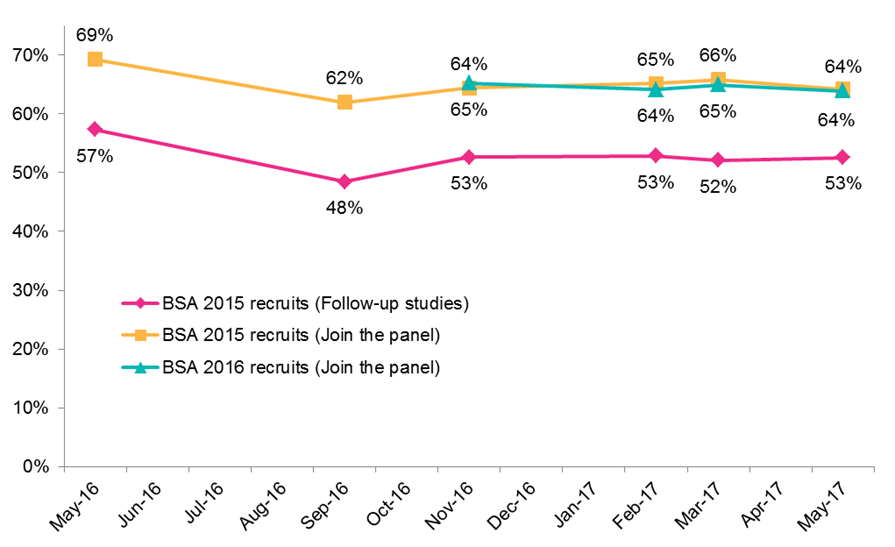 69%
70%
62%
64%
65%
66%
64%
60%
65%
64%
65%
64%
57%
50%
48%
53%
53%
52%
53%
40%
30%
BSA 2015 recruits (Follow-up studies)
BSA 2015 recruits (Join the panel)
BSA 2016 recruits (Join the panel)
20%
10%
0%
May-16
Jun-16
Jul-16
Aug-16
Sep-16
Oct-16
Nov-16
Dec-16
Jan-17
Feb-17
Mar-17
Apr-17
May-17